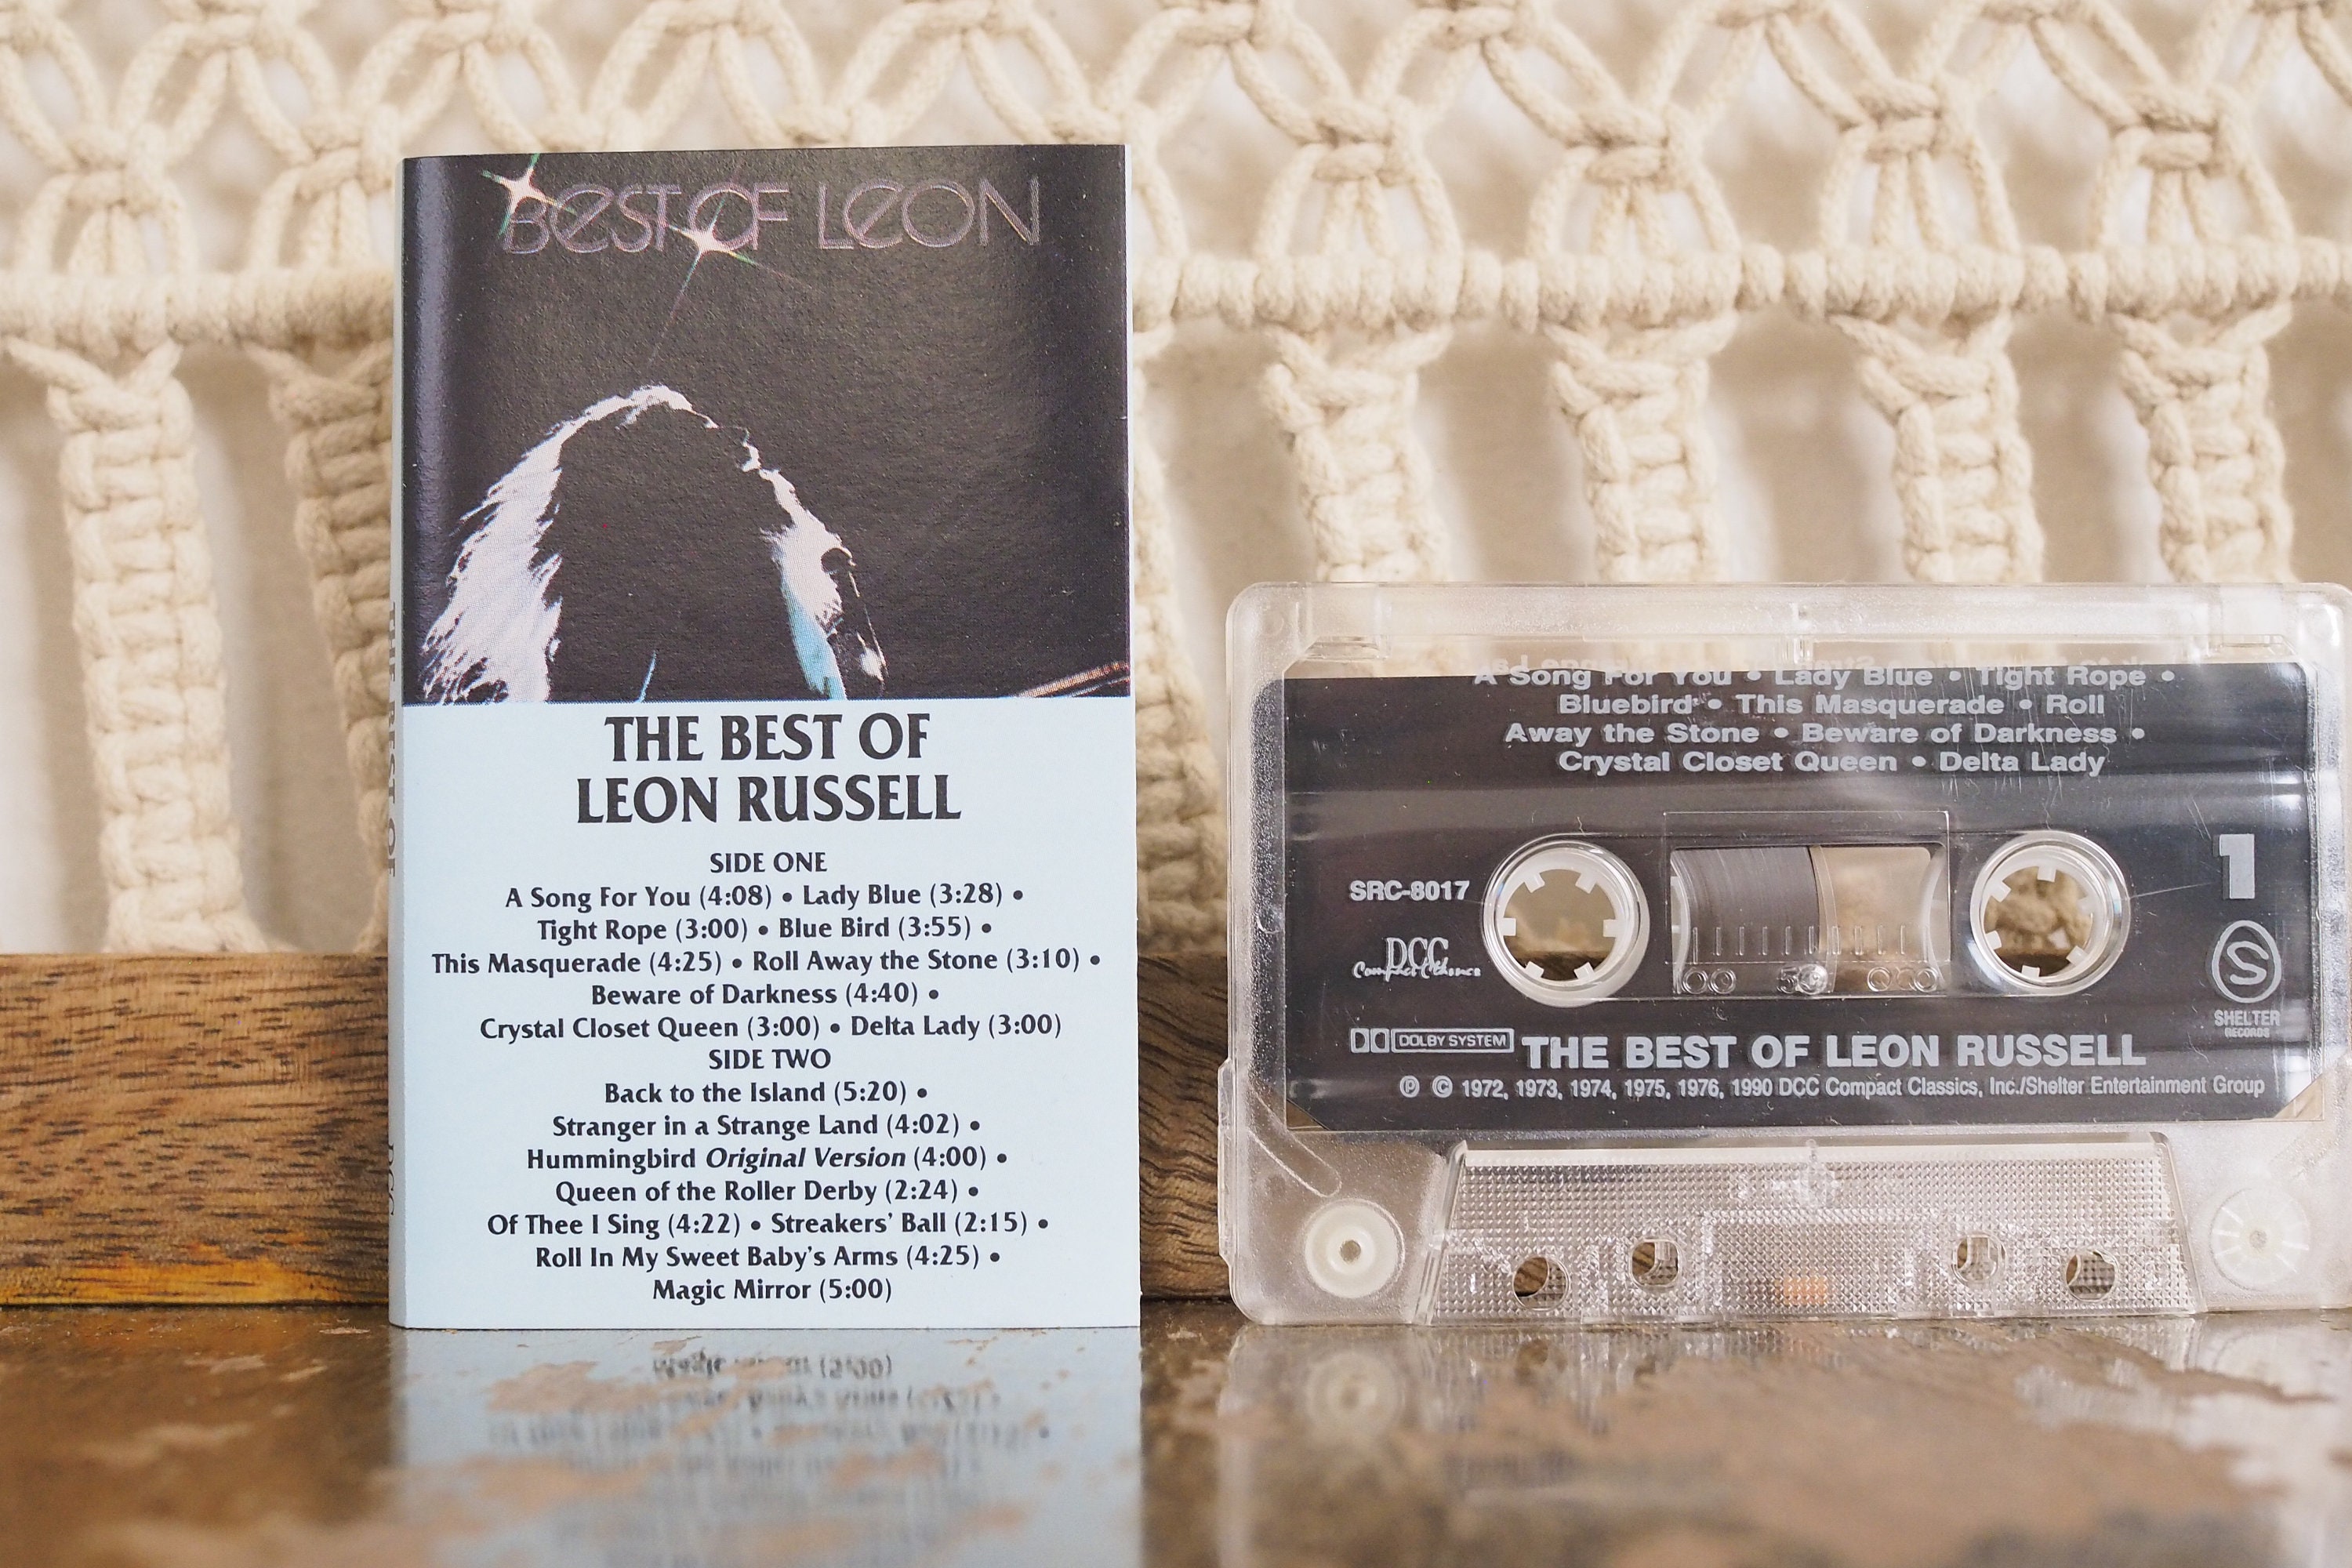 BEST OF LEON
THE BEST OF
LEON RUSSELL
SIDE ONE
A Song For You (4:08) • Lady Blue (3:28) •
Tight Rope (3:00) • Blue Bird (3:55) •
This Masquerade (4:25) • Roll Away the Stone (3:10) •
Beware of Darkness (4:40) •
Crystal Closet Queen (3:00) • Delta Lady (3:00)
SIDE TWO
Back to the Island (5:20) •
Stranger in a Strange Land (4:02) •
Hummingbird Original Version (4:00) •
Queen of the Roller Derby (2:24) •
Of Thee I Sing (4:22) • Streakers' Ball (2:15) •
Roll In My Sweet Baby's Arms (4:25) •
Magic Mirror (5:00)
THE BEST OF
DCC
A Song For You • Lady Blue • Tight Rope •
Bluebird • This Masquerade • Roll
Away the Stone • Beware of Darkness •
Crystal Closet Queen • Delta Lady
1
SRC-8017
DCC
Compact Classics
00 50
S
SHELTER
RECORDS
DOLBY SYSTEM
THE BEST OF LEON RUSSELL
℗ © 1972, 1973, 1974, 1975, 1976, 1990 DCC Compact Classics, Inc./Shelter Entertainment Group